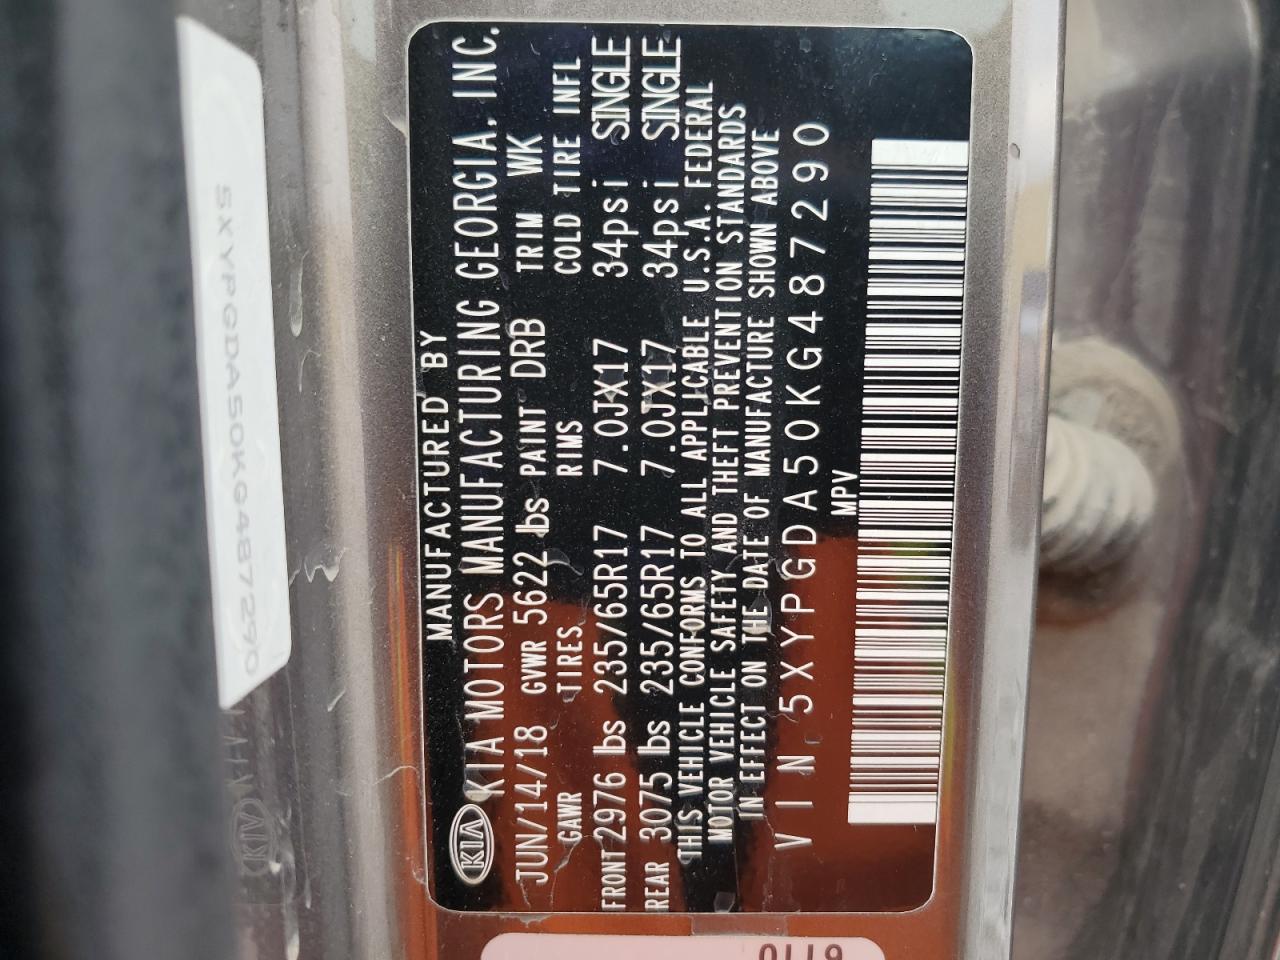 MANUFACTURED BY
KIA KIA MOTORS MANUFACTURING GEORGIA, INC.
JUN/14/18 GVWR 5622 lbs PAINT DRB TRIM WK
GAWR TIRES RIMS COLD TIRE INFL
FRONT 2976 lbs 235/65R17 7.0JX17 34psi SINGLE
REAR 3075 lbs 235/65R17 7.0JX17 34psi SINGLE
THIS VEHICLE CONFORMS TO ALL APPLICABLE U.S.A. FEDERAL
MOTOR VEHICLE SAFETY AND THEFT PREVENTION STANDARDS
IN EFFECT ON THE DATE OF MANUFACTURE SHOWN ABOVE
VIN 5XYPGDA50KG487290
MPV
5XYPGDA50KG487290